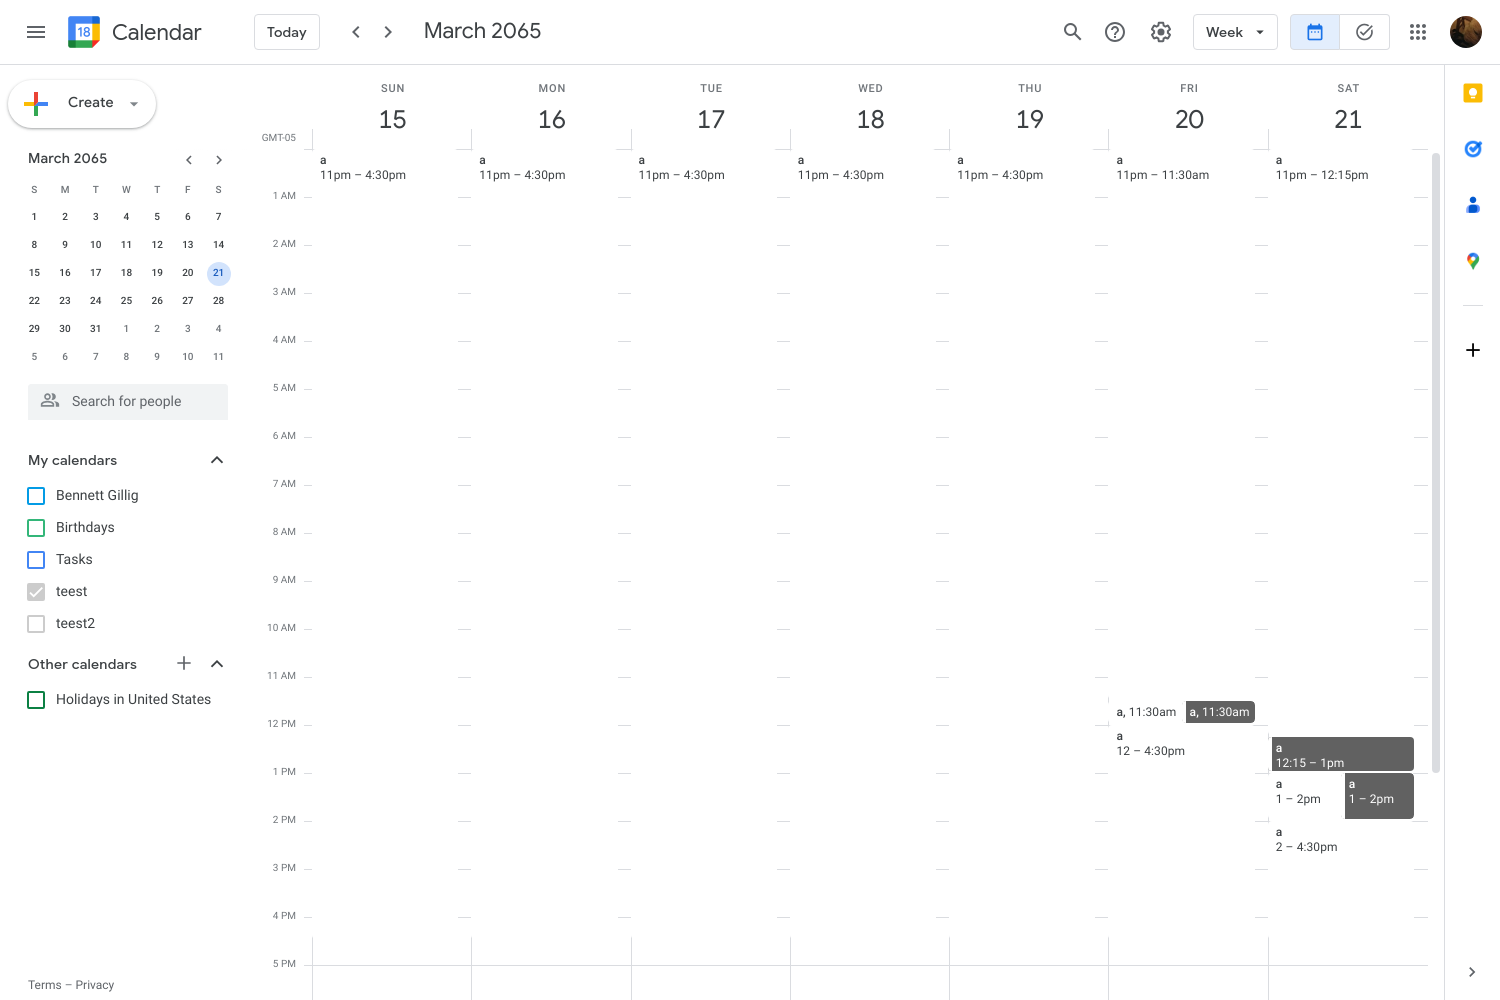 18 Calendar Today March 2065 Week
Create
SUN MON TUE WED THU FRI SAT
15 16 17 18 19 20 21
GMT-05
March 2065
S M T W T F S
1 2 3 4 5 6 7
8 9 10 11 12 13 14
15 16 17 18 19 20 21
22 23 24 25 26 27 28
29 30 31 1 2 3 4
5 6 7 8 9 10 11
Search for people
My calendars
Bennett Gillig
Birthdays
Tasks
teest
teest2
Other calendars
Holidays in United States
Terms – Privacy
a a a a a a a
11pm – 4:30pm 11pm – 4:30pm 11pm – 4:30pm 11pm – 4:30pm 11pm – 4:30pm 11pm – 11:30am 11pm – 12:15pm
1 AM
2 AM
3 AM
4 AM
5 AM
6 AM
7 AM
8 AM
9 AM
10 AM
11 AM
a, 11:30am a, 11:30am
12 PM
a
12 – 4:30pm
a
12:15 – 1pm
1 PM
a a
1 – 2pm 1 – 2pm
2 PM
a
2 – 4:30pm
3 PM
4 PM
5 PM